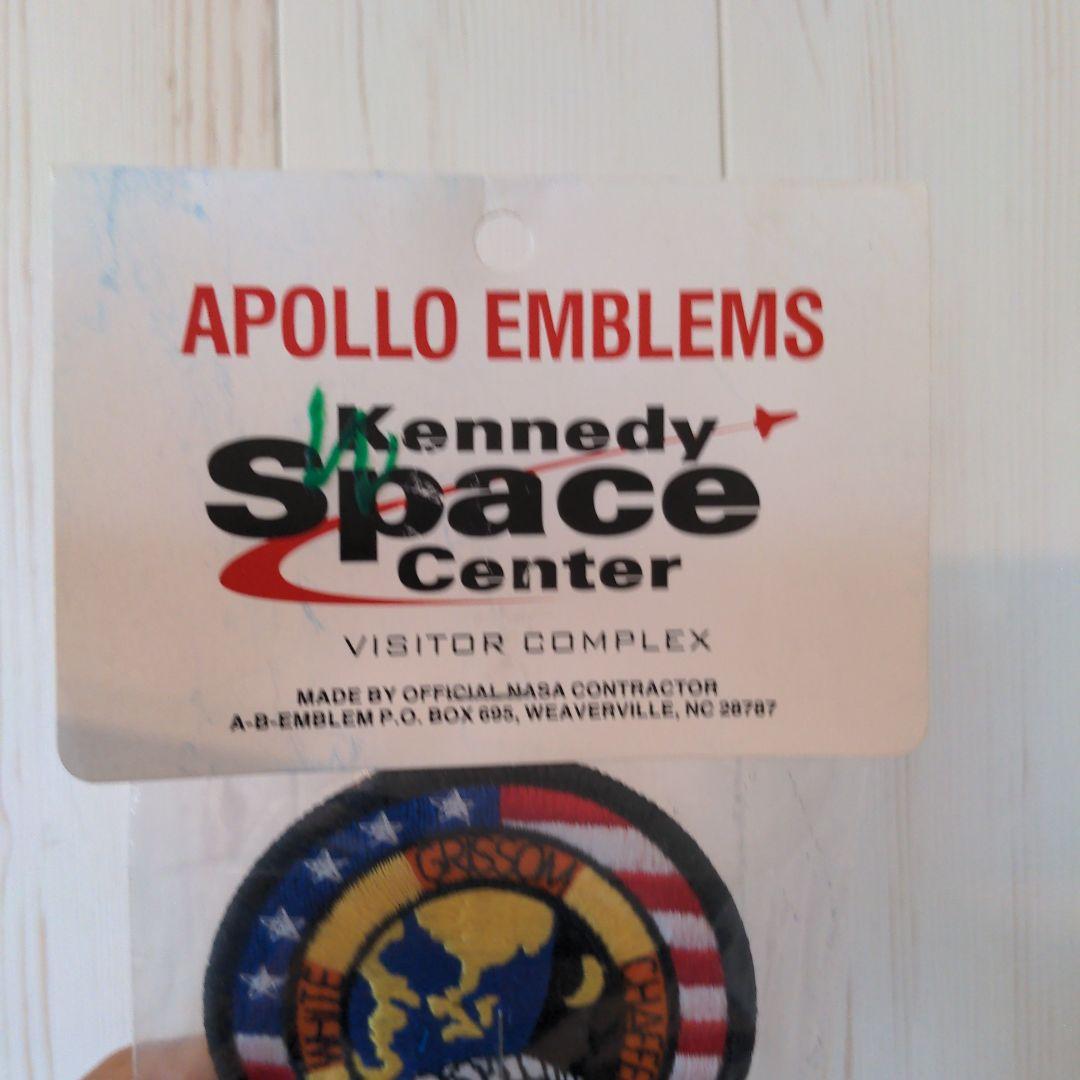 APOLLO EMBLEMS
Kennedy
Space
Center
VISITOR COMPLEX
MADE BY OFFICIAL NASA CONTRACTOR
A-B-EMBLEM P.O. BOX 695, WEAVERVILLE, NC 28787
GRISSOM
WHITE